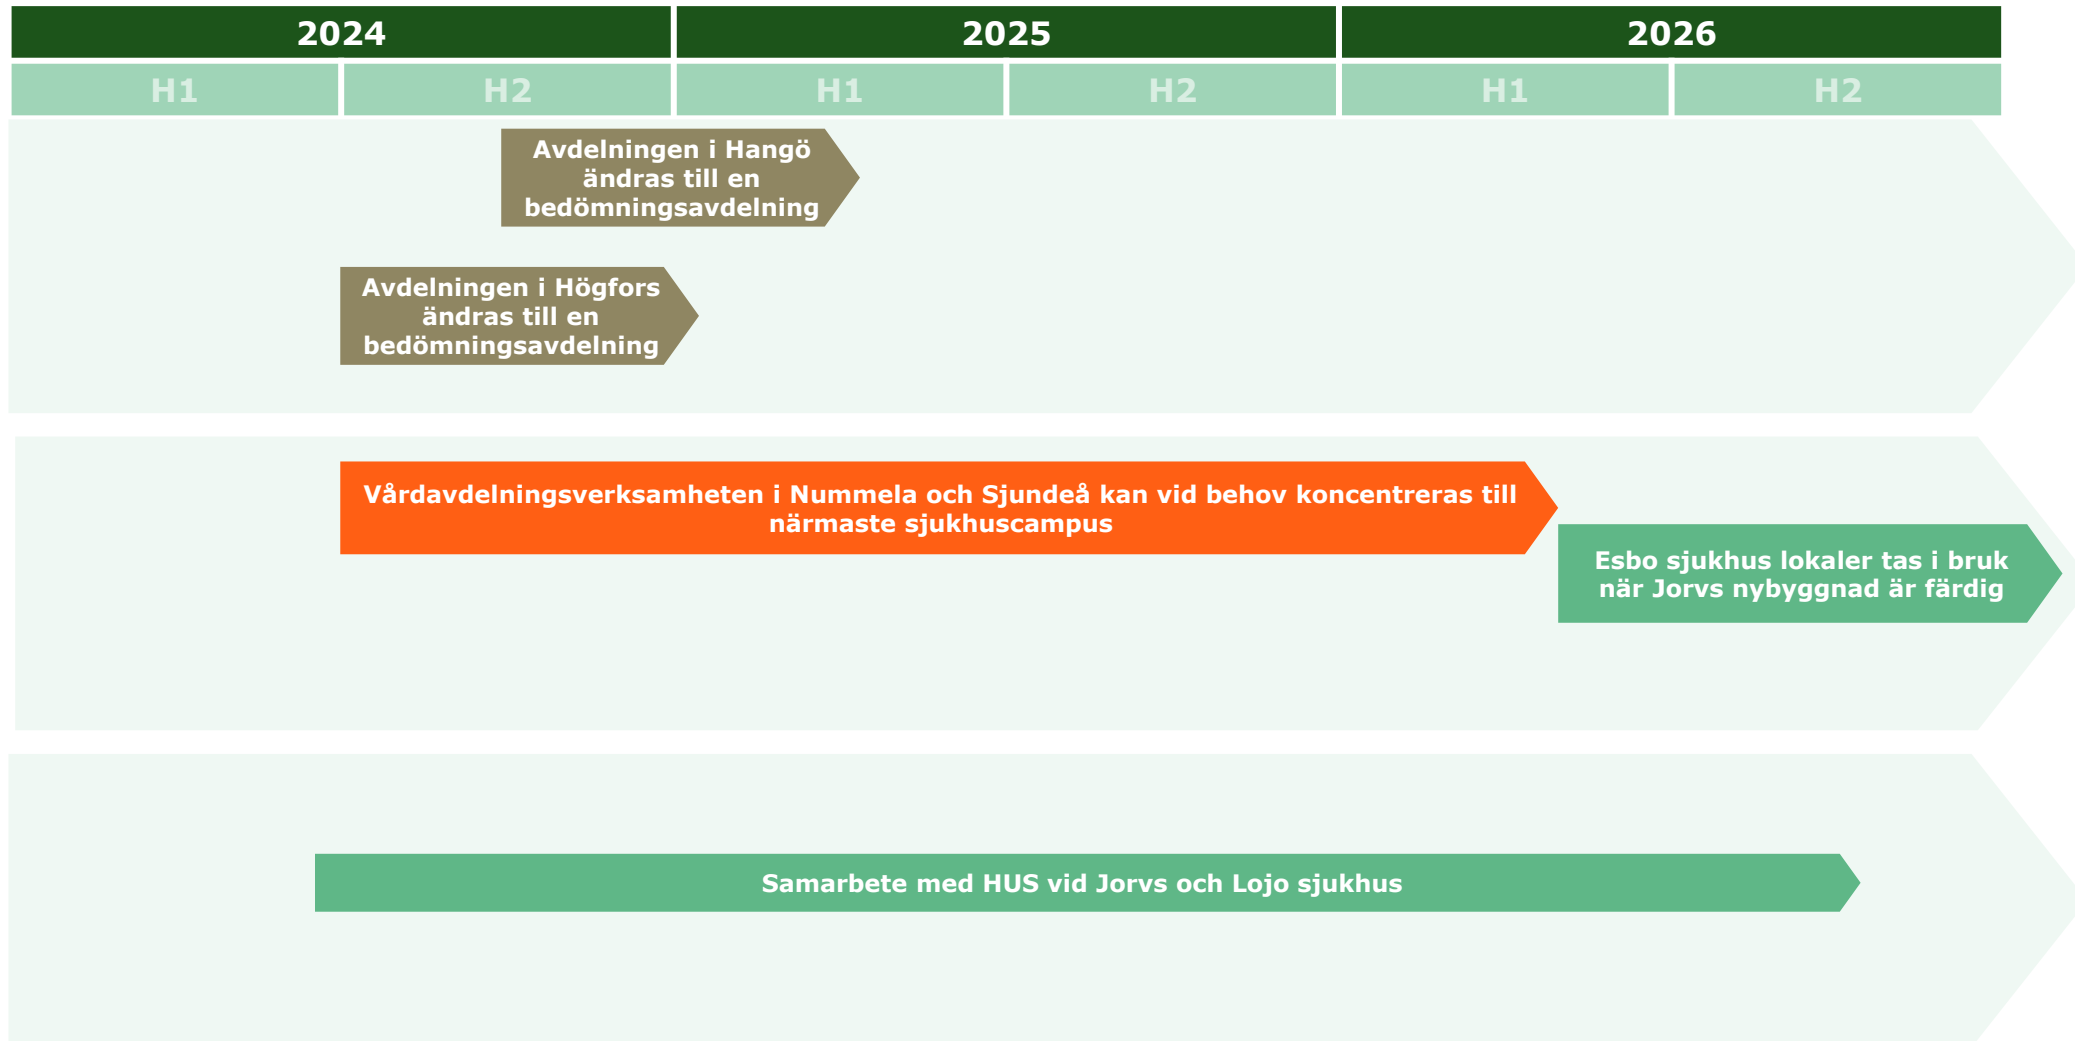 2024
2025
2026
H1
H2
H1
H2
H1
H2
Avdelningen i Hangö
ändras till en
bedömningsavdelning
Avdelningen i Högfors
ändras till en
bedömningsavdelning
Vårdavdelningsverksamheten i Nummela och Sjundeå kan vid behov koncentreras till
närmaste sjukhuscampus
Esbo sjukhus lokaler tas i bruk
när Jorvs nybyggnad är färdig
Samarbete med HUS vid Jorvs och Lojo sjukhus